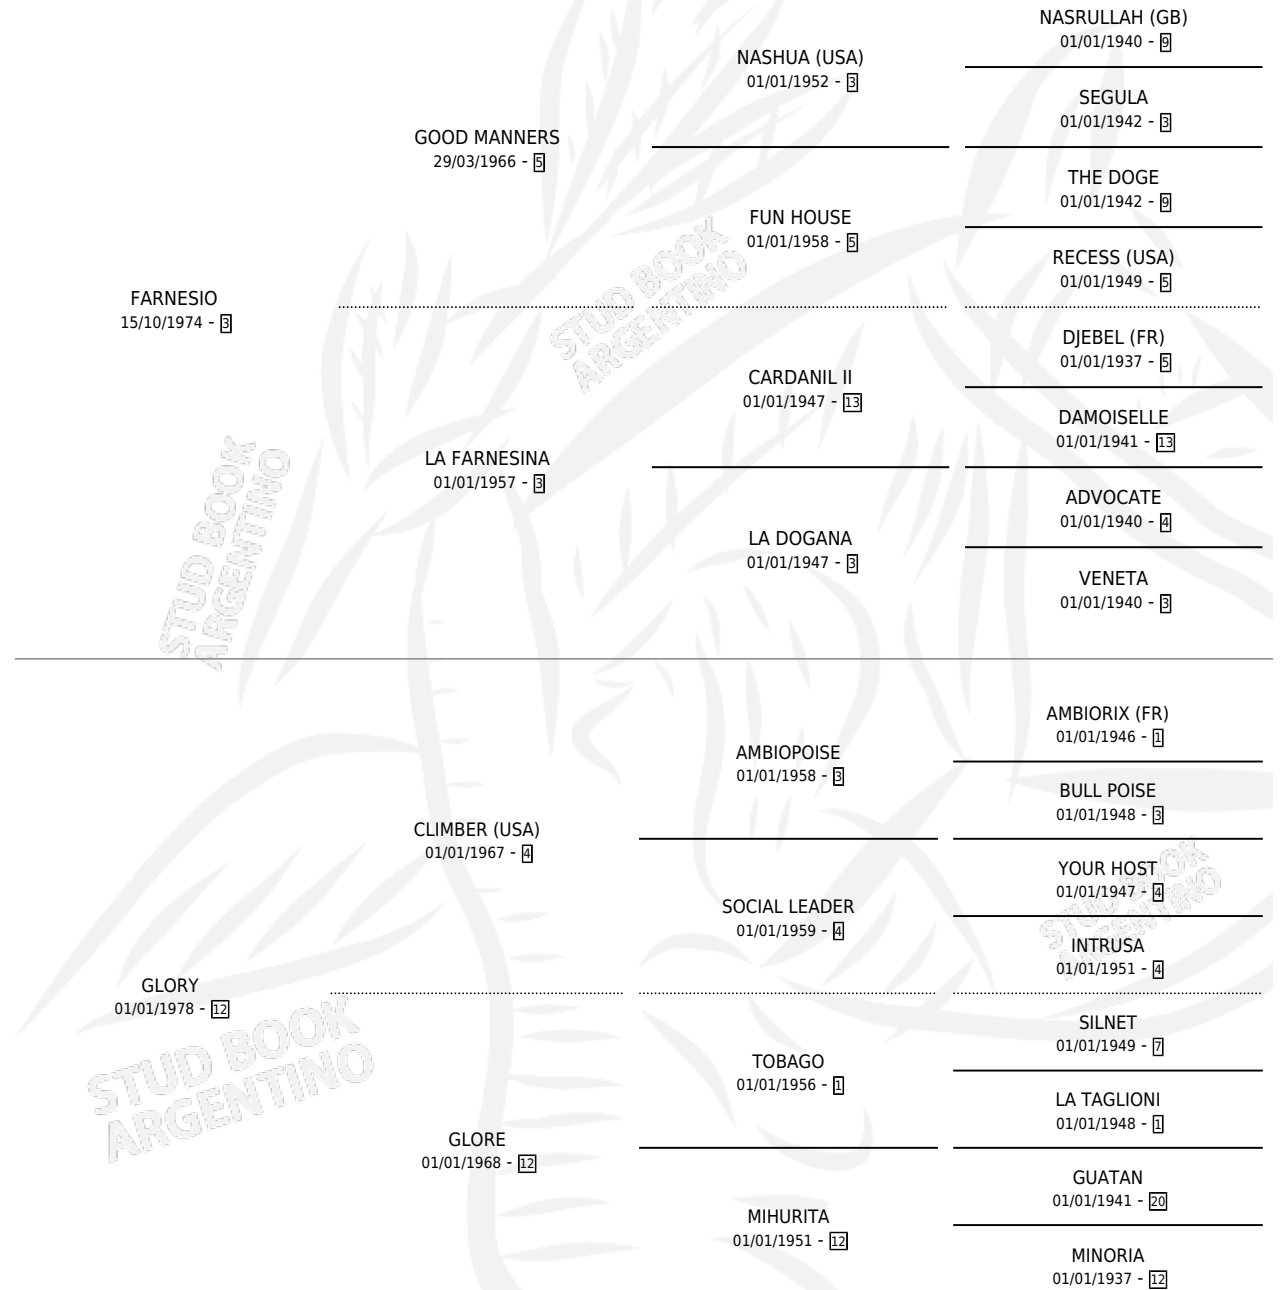 NASRULLAH (GB)
01/01/1940 - 9
NASHUA (USA)
01/01/1952 - 3
SEGULA
01/01/1942 - 3
GOOD MANNERS
29/03/1966 - 5
THE DOGE
01/01/1942 - 9
FUN HOUSE
01/01/1958 - 5
RECESS (USA)
01/01/1949 - 5
FARNESIO
15/10/1974 - 3
DJEBEL (FR)
01/01/1937 - 5
CARDANIL II
01/01/1947 - 13
DAMOISELLE
01/01/1941 - 13
LA FARNESINA
01/01/1957 - 3
ADVOCATE
01/01/1940 - 4
LA DOGANA
01/01/1947 - 3
VENETA
01/01/1940 - 3
STUD BOOK
ARGENTINO
STUD BOOK
ARGENTINO
AMBIORIX (FR)
01/01/1946 - 1
AMBIOPOISE
01/01/1958 - 3
BULL POISE
01/01/1948 - 3
CLIMBER (USA)
01/01/1967 - 4
YOUR HOST
01/01/1947 - 4
SOCIAL LEADER
01/01/1959 - 4
INTRUSA
01/01/1951 - 4
GLORY
01/01/1978 - 12
SILNET
01/01/1949 - 7
TOBAGO
01/01/1956 - 1
LA TAGLIONI
01/01/1948 - 1
GLORE
01/01/1968 - 12
GUATAN
01/01/1941 - 20
MIHURITA
01/01/1951 - 12
MINORIA
01/01/1937 - 12
STUD BOOK
ARGENTINO
STUD BOOK
ARGENTINO